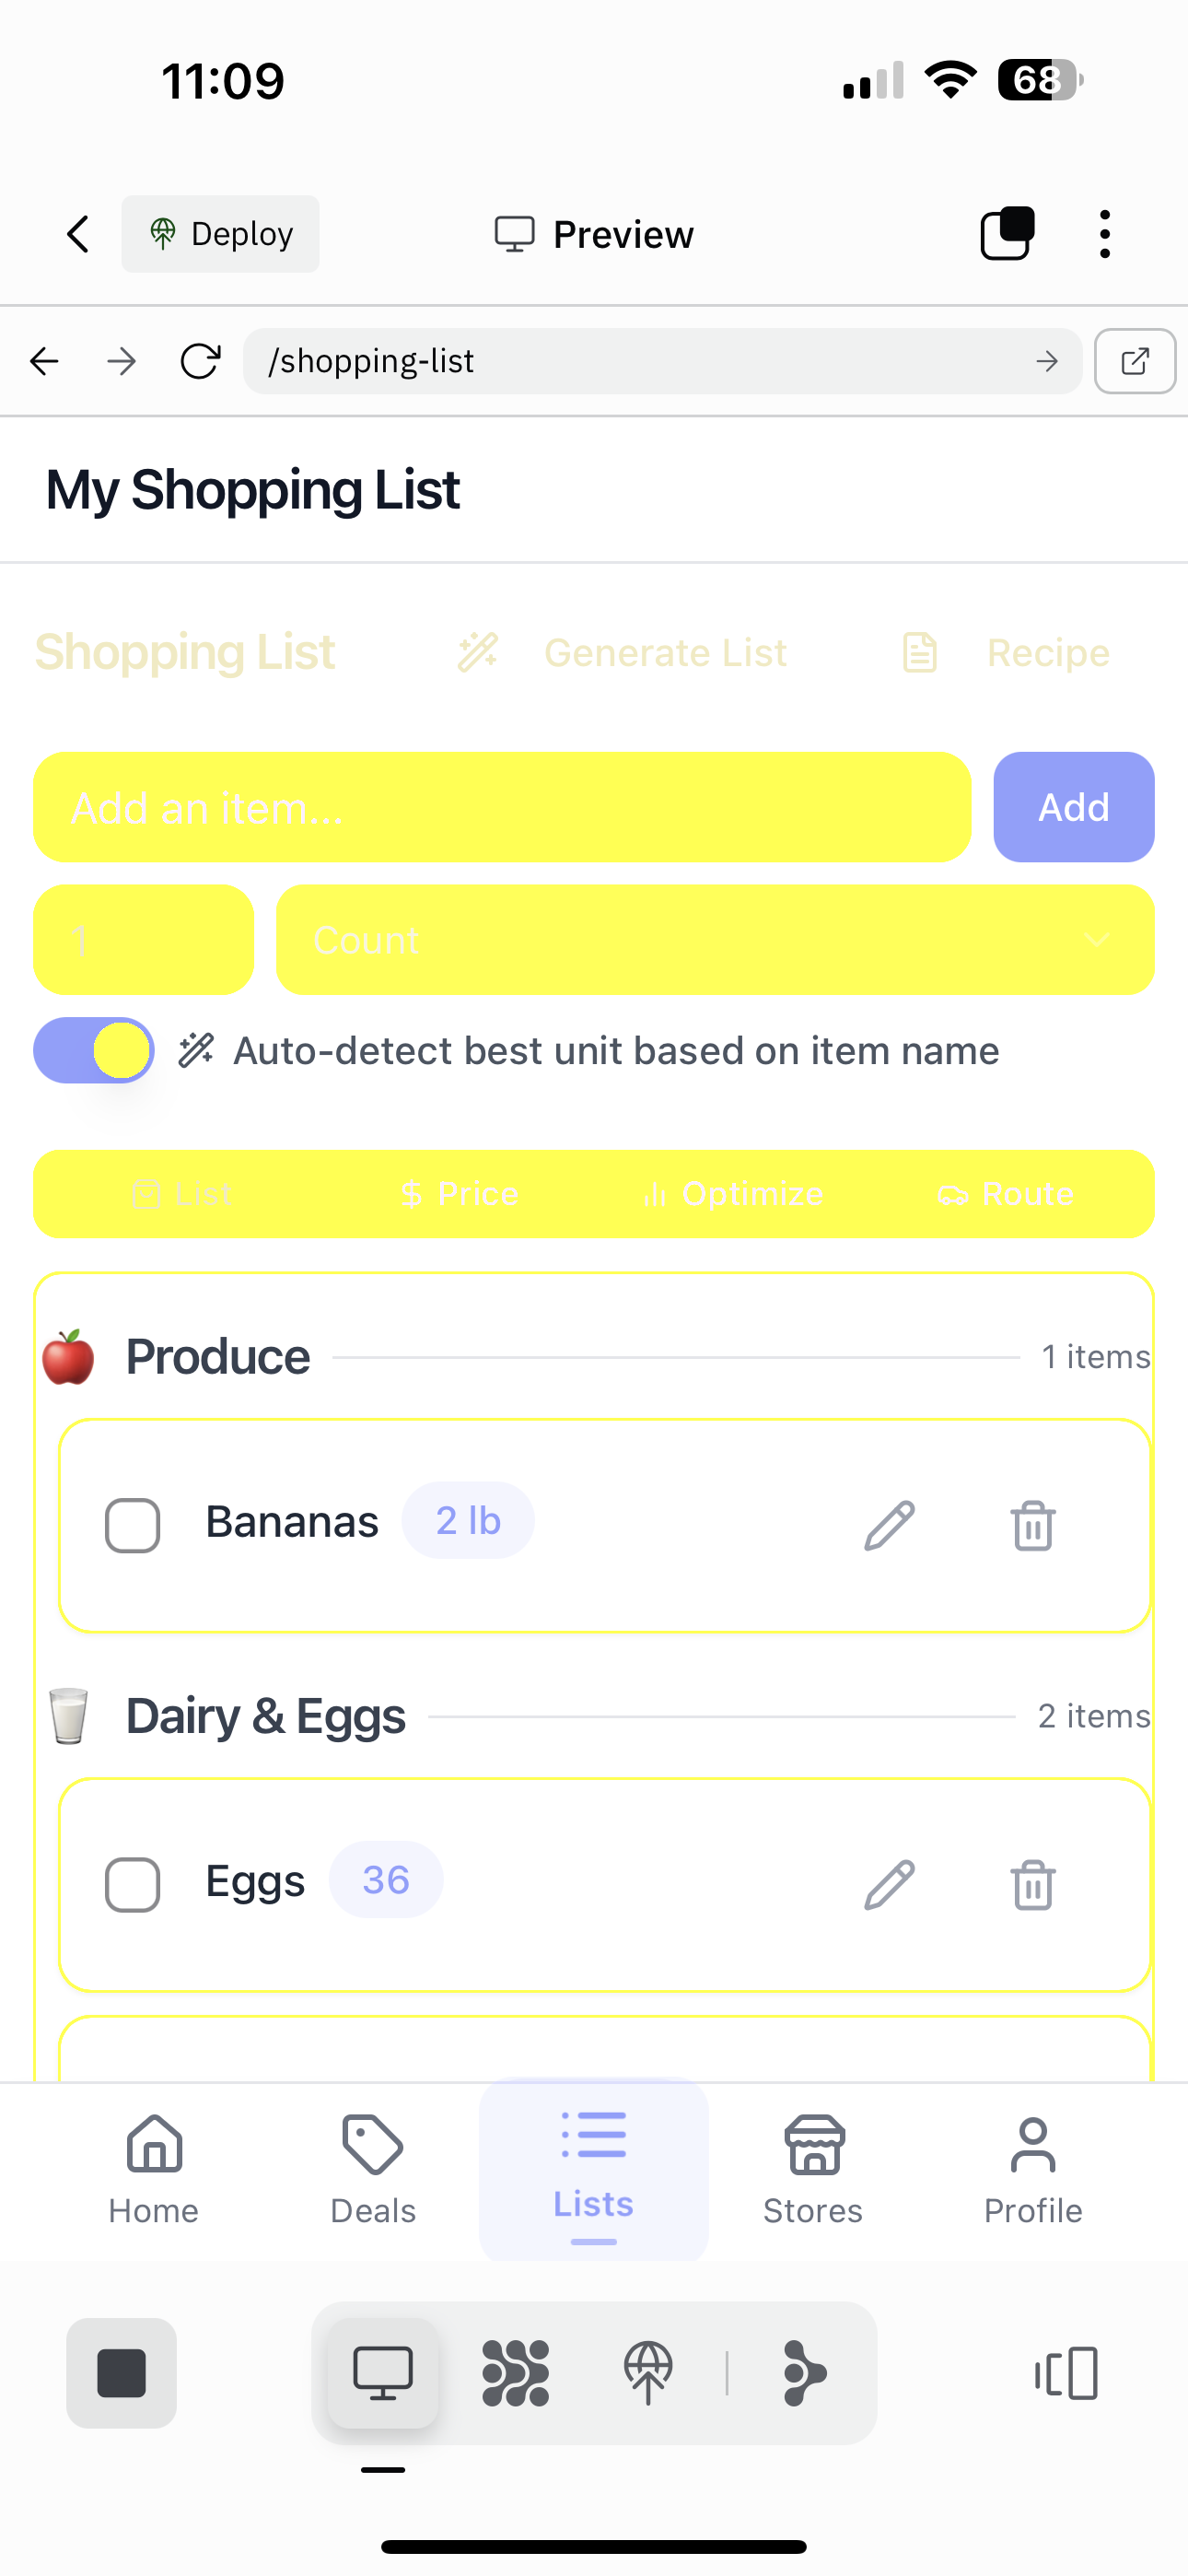 11:09
68
Deploy
Preview
/shopping-list
My Shopping List
Shopping List
Generate List
Recipe
Add an item...
Add
1
Count
Auto-detect best unit based on item name
List
Price
Optimize
Route
Produce
1 items
Bananas
2 lb
Dairy & Eggs
2 items
Eggs
36
Home
Deals
Lists
Stores
Profile